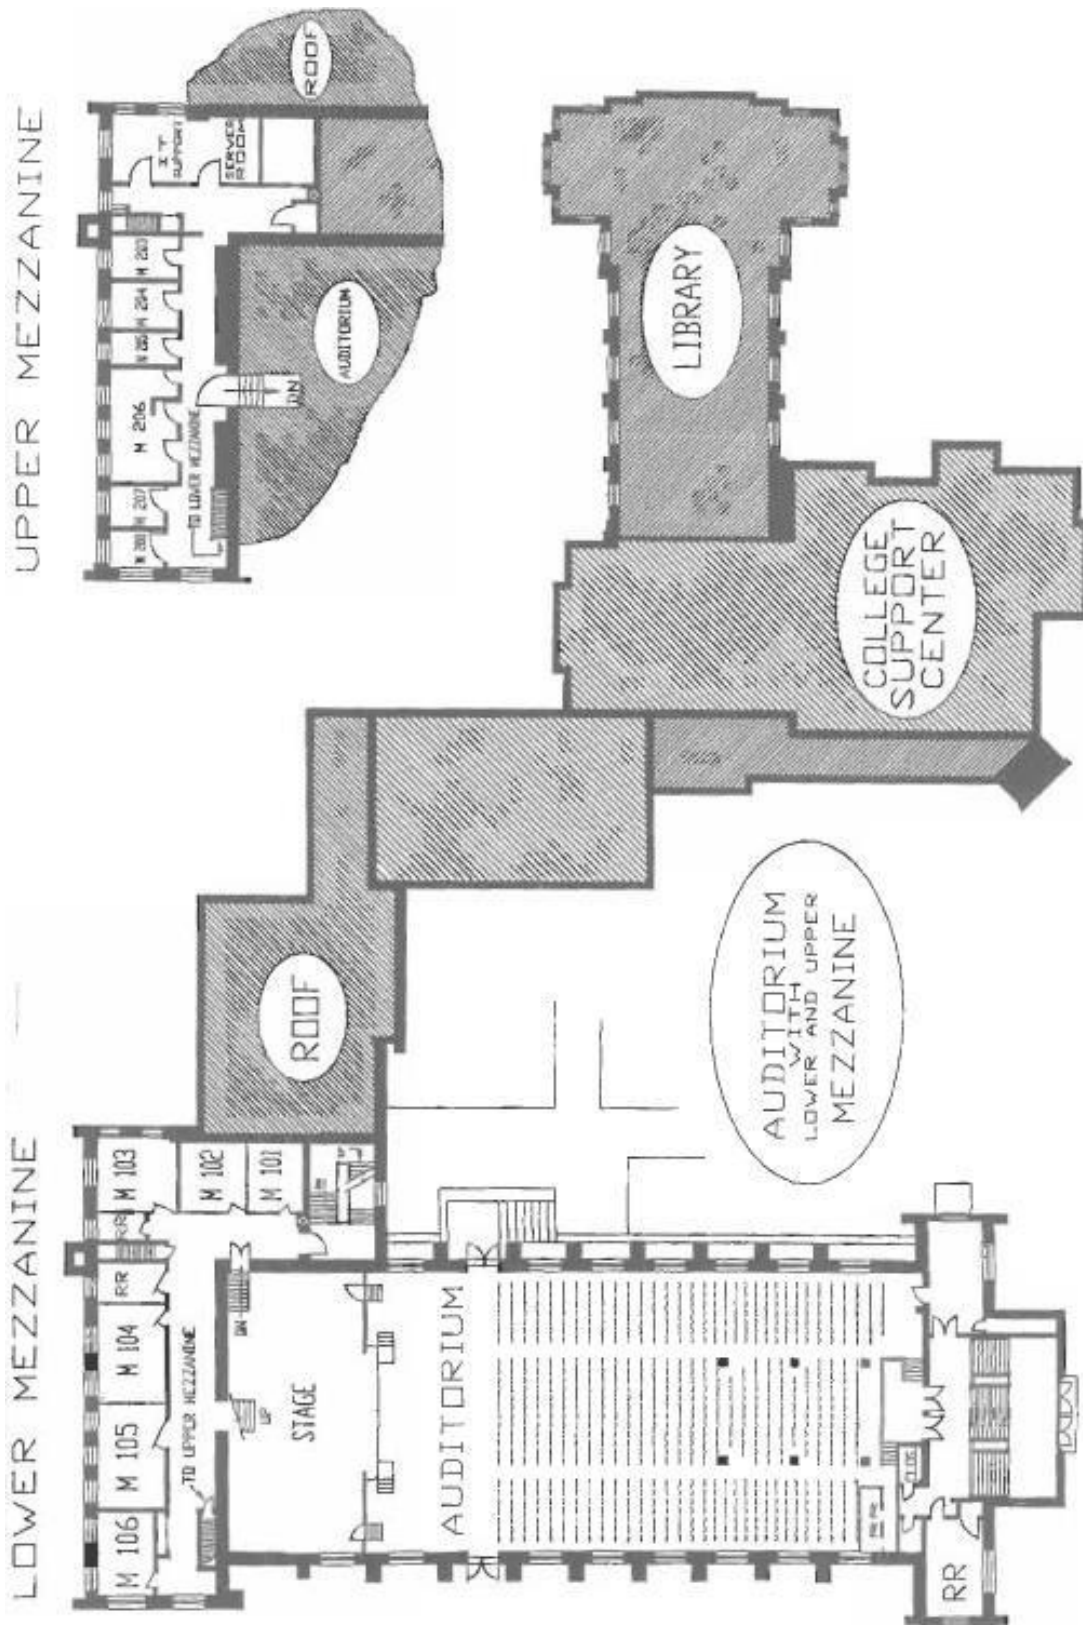 UPPER MEZZANINE
ROOF
I T
SUPPORT
SERVER
ROOM
M 203
M 204
M 205
M 206
M 207
M 208
TO LOWER MEZZANINE
DN
AUDITORIUM
LIBRARY
COLLEGE
SUPPORT
CENTER
LOWER MEZZANINE
ROOF
M 103
M 102
M 101
RR
RR
M 104
M 105
M 106
TO UPPER MEZZANINE
DN
UP
STAGE
AUDITORIUM
RR
AUDITORIUM
WITH
LOWER AND UPPER
MEZZANINE